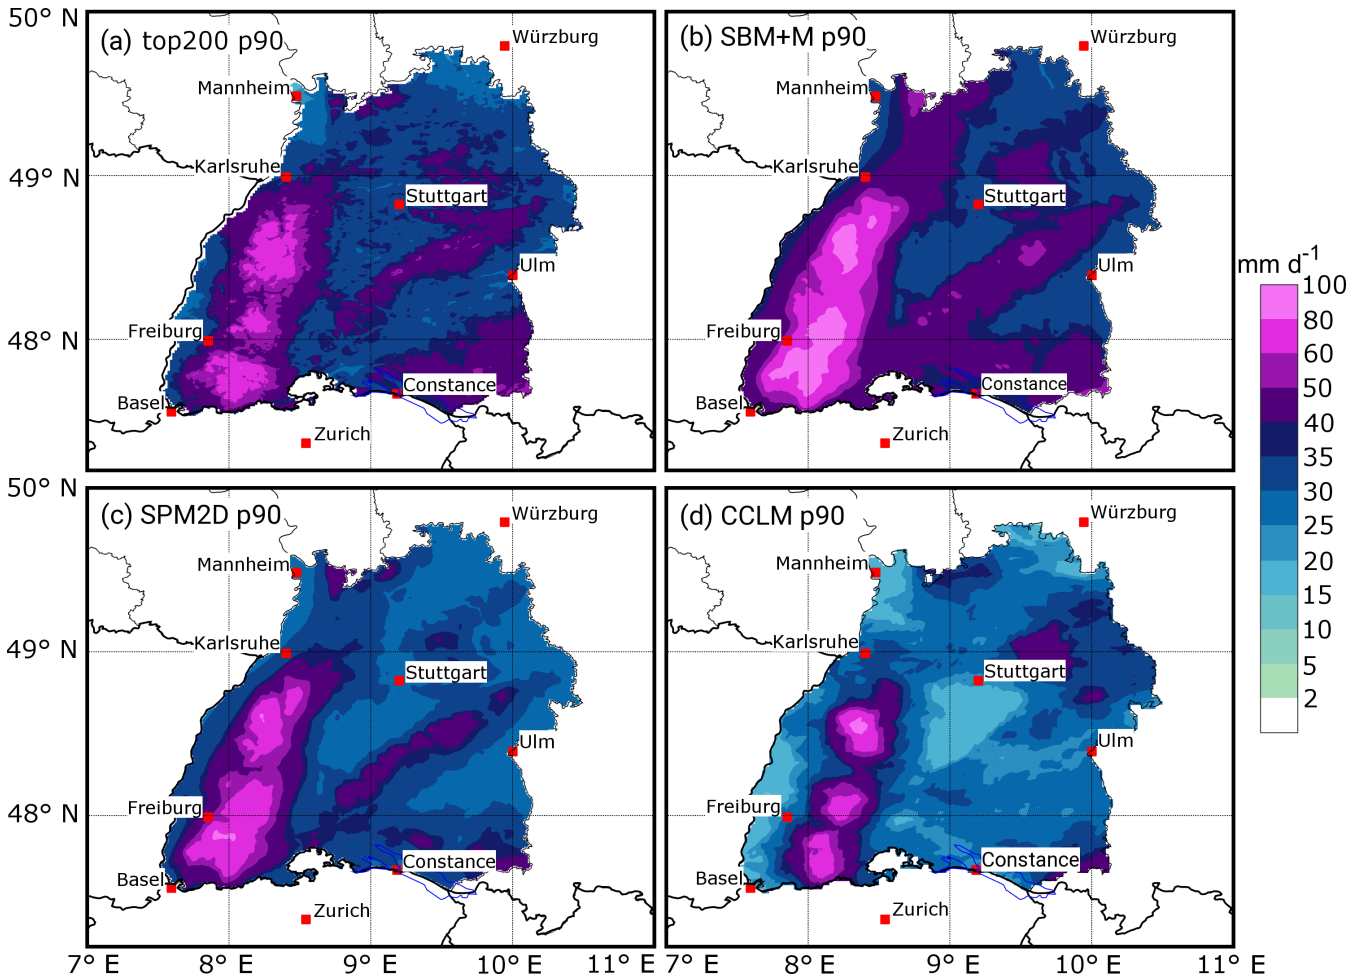 50° N
(a) top200 p90
Würzburg
Mannheim
Karlsruhe
49° N
Stuttgart
Ulm
Freiburg
48° N
Constance
Basel
Zurich
(b) SBM+M p90
Würzburg
Mannheim
Karlsruhe
Stuttgart
Ulm
Freiburg
Constance
Basel
Zurich
mm d⁻¹
100
80
60
50
40
35
30
25
20
15
10
5
2
50° N
(c) SPM2D p90
Würzburg
Mannheim
Karlsruhe
49° N
Stuttgart
Ulm
Freiburg
48° N
Constance
Basel
Zurich
7° E
8° E
9° E
10° E
11° E
(d) CCLM p90
Würzburg
Mannheim
Karlsruhe
Stuttgart
Ulm
Freiburg
Constance
Basel
Zurich
7° E
8° E
9° E
10° E
11° E